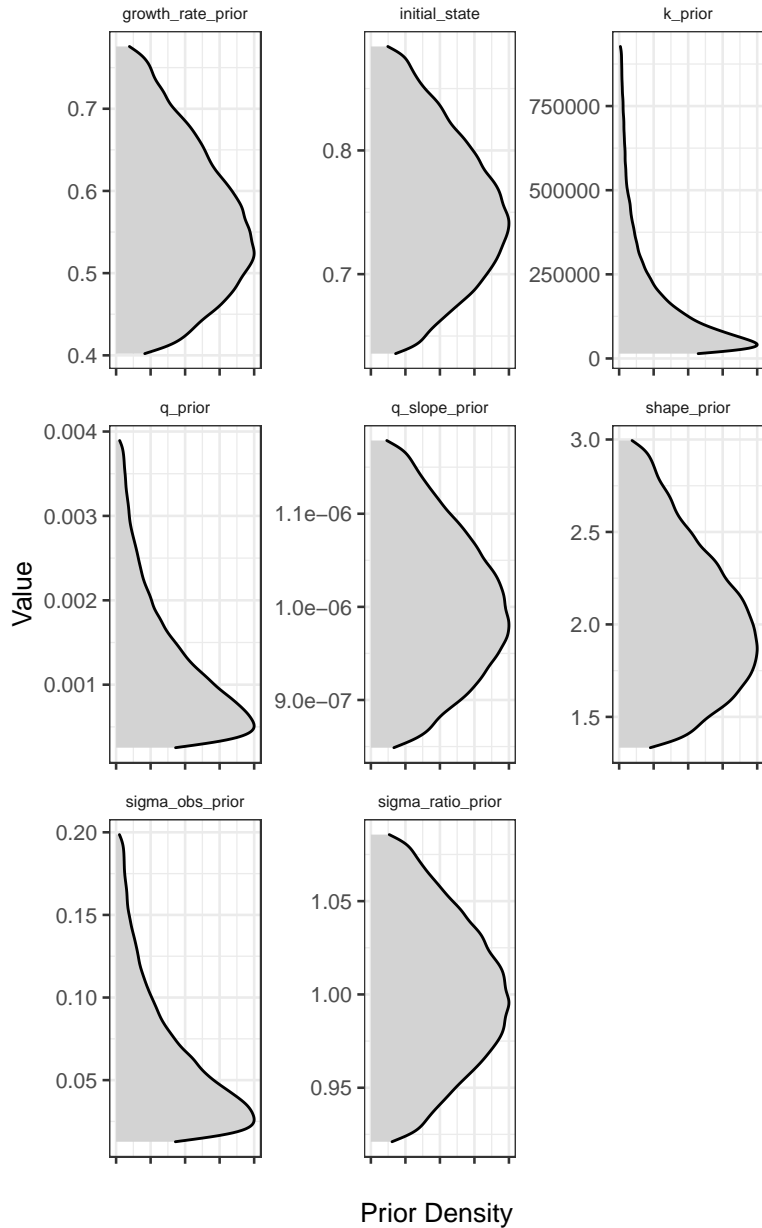 growth_rate_prior
initial_state
k_prior
0.7
0.6
0.5
0.4
0.8
0.7
750000
500000
250000
0
q_prior
q_slope_prior
shape_prior
0.004
0.003
0.002
0.001
1.1e−06
1.0e−06
9.0e−07
3.0
2.5
2.0
1.5
Value
sigma_obs_prior
sigma_ratio_prior
0.20
0.15
0.10
0.05
1.05
1.00
0.95
Prior Density